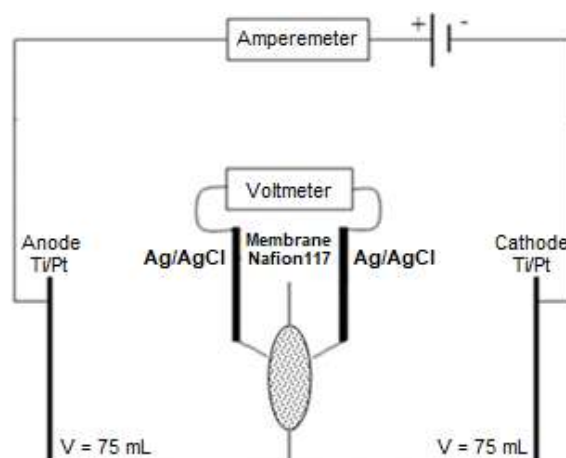 Amperemeter
+ -
Voltmeter
Anode
Ti/Pt
Ag/AgCl
Membrane
Nafion117
Ag/AgCl
Cathode
Ti/Pt
V = 75 mL
V = 75 mL